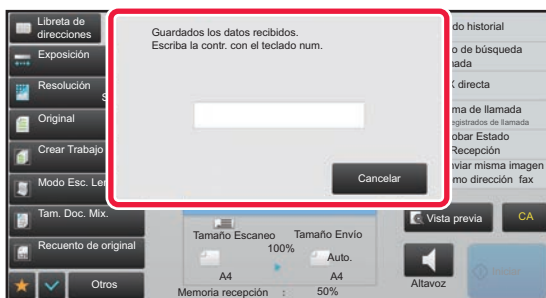 Libreta de
direcciones
Exposición
Resolución
S
Original
Crear Trabajo
Modo Esc. Len
Tam. Doc. Mix.
Recuento de original
Otros
Guardados los datos recibidos.
Escriba la contr. con el teclado num.
Cancelar
do historial
o de búsqueda
nada
X directa
ma de llamada
egistrados de llamada
obar Estado
Recepción
nviar misma imagen
omo dirección fax
Vista previa
CA
Tamaño Escaneo
Tamaño Envío
100%
Auto.
A4
A4
Memoria recepción :
50%
Altavoz